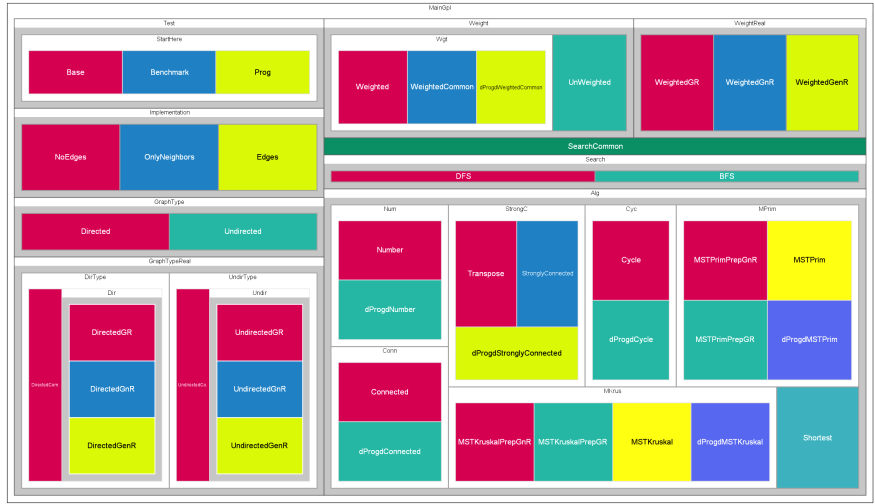 MainGpl
Test
StartHere
Base
Benchmark
Prog
Implementation
NoEdges
OnlyNeighbors
Edges
GraphType
Directed
Undirected
GraphTypeReal
DirType
DirectedCom
Dir
DirectedGR
DirectedGnR
DirectedGenR
UndirType
UndirectedCo
Undir
UndirectedGR
UndirectedGnR
UndirectedGenR
Weight
Wgt
Weighted
WeightedCommon
dProgdWeightedCommon
UnWeighted
WeightReal
WeightedGR
WeightedGnR
WeightedGenR
SearchCommon
Search
DFS
BFS
Alg
Num
Number
dProgdNumber
Conn
Connected
dProgdConnected
StrongC
Transpose
StronglyConnected
dProgdStronglyConnected
Cyc
Cycle
dProgdCycle
MPrim
MSTPrimPrepGnR
MSTPrim
MSTPrimPrepGR
dProgdMSTPrim
MKrus
MSTKruskalPrepGnR
MSTKruskalPrepGR
MSTKruskal
dProgdMSTKruskal
Shortest